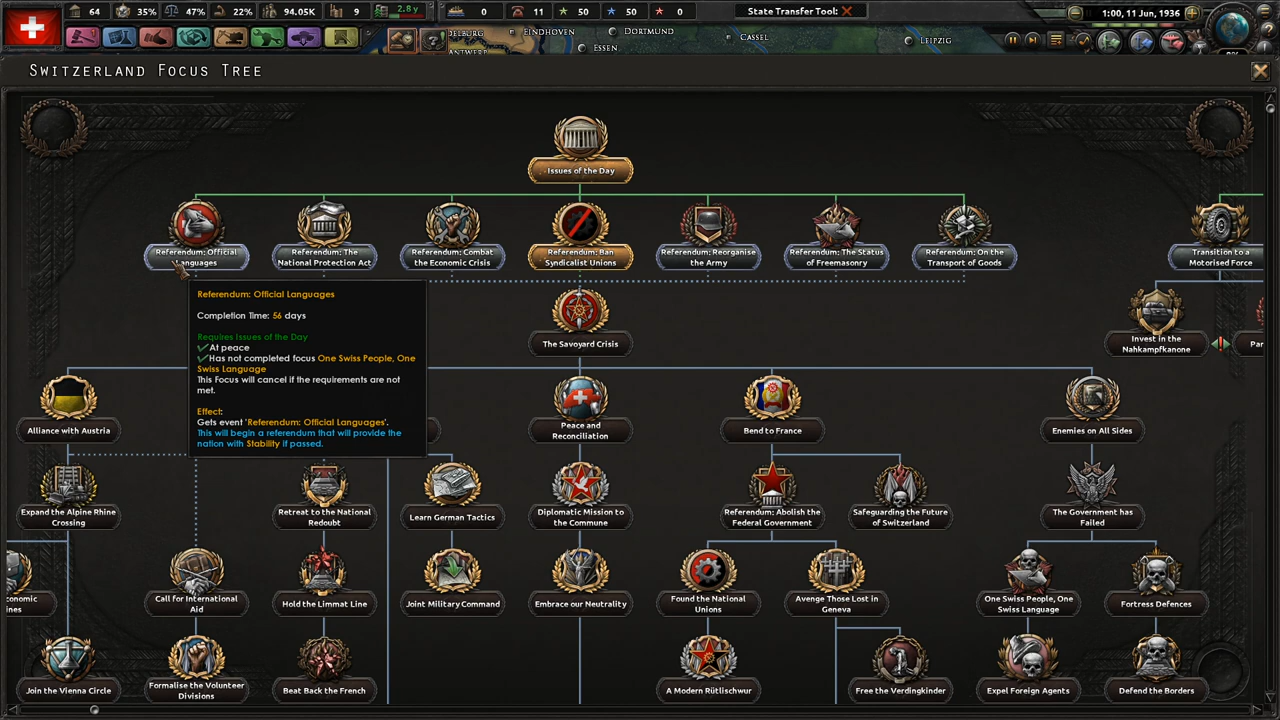 64 35% 47% 22% 94.05K 9 2.8 y 0 11 50 50 0 State Transfer Tool: 1:00, 11 Jun, 1936
EINDHOVEN DORTMUND CASSEL LEIPZIG
ESSEN
ANTWERP
SWITZERLAND FOCUS TREE
Issues of the Day
Referendum: Official Languages
Referendum: The National Protection Act
Referendum: Combat the Economic Crisis
Referendum: Ban Syndicalist Unions
Referendum: Reorganise the Army
Referendum: The Status of Freemasonry
Referendum: On the Transport of Goods
Transition to a Motorised Force
Referendum: Official Languages
Completion Time: 56 days
Requires Issues of the Day
At peace
Has not completed focus One Swiss People, One
Swiss Language
This Focus will cancel if the requirements are not
met.
Effect:
Gets event 'Referendum: Official Languages'.
This will begin a referendum that will provide the
nation with Stability if passed.
The Savoyard Crisis
Invest in the Nahkampfkanone
Par
Alliance with Austria
Peace and Reconciliation
Bend to France
Enemies on All Sides
Expand the Alpine Rhine Crossing
Retreat to the National Redoubt
Learn German Tactics
Diplomatic Mission to the Commune
Referendum: Abolish the Federal Government
Safeguarding the Future of Switzerland
The Government has Failed
conomic
ines
Call for International Aid
Hold the Limmat Line
Joint Military Command
Embrace our Neutrality
Found the National Unions
Avenge Those Lost in Geneva
One Swiss People, One Swiss Language
Fortress Defences
Join the Vienna Circle
Formalise the Volunteer Divisions
Beat Back the French
A Modern Rütlischwur
Free the Verdingkinder
Expel Foreign Agents
Defend the Borders